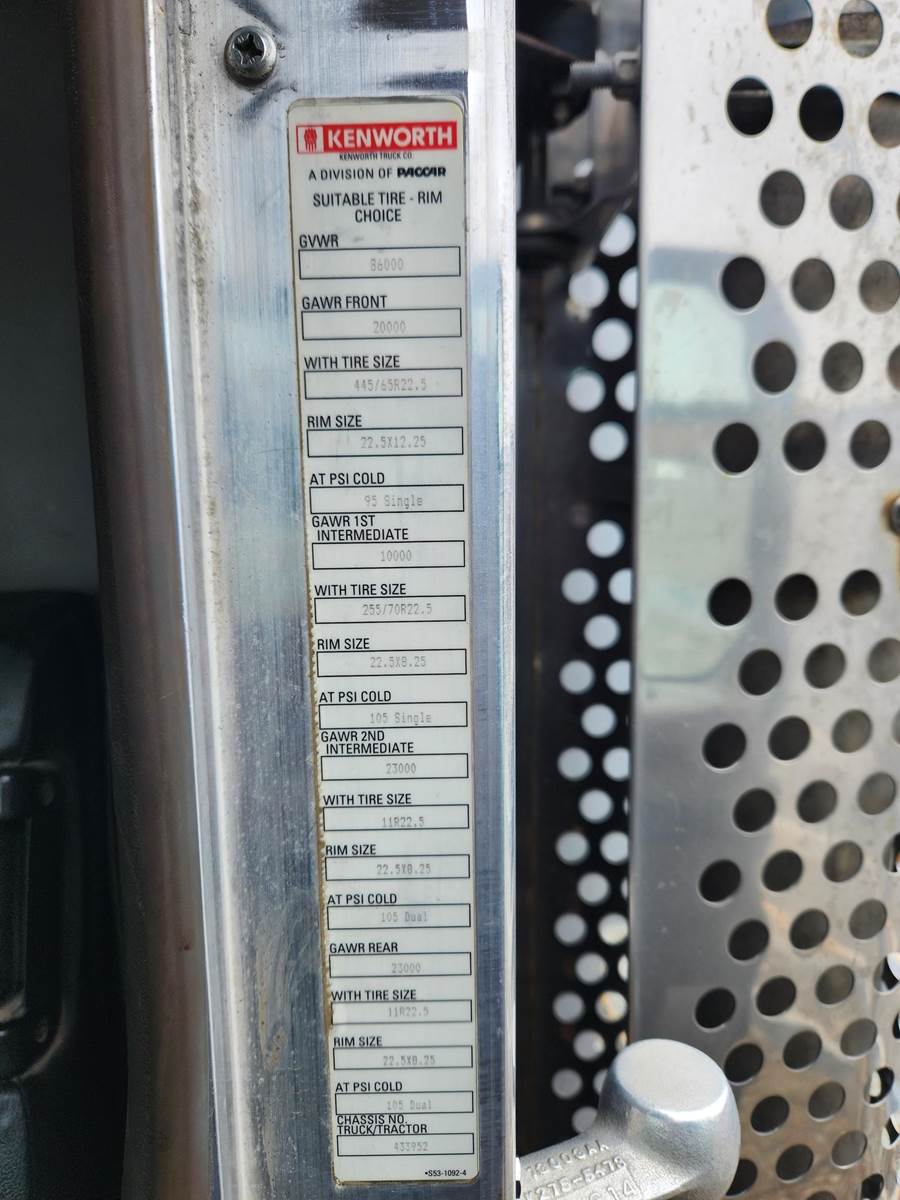 KENWORTH
KENWORTH TRUCK CO.
A DIVISION OF PACCAR
SUITABLE TIRE - RIM
CHOICE
GVWR
86000
GAWR FRONT
20000
WITH TIRE SIZE
445/65R22.5
RIM SIZE
22.5X12.25
AT PSI COLD
95 Single
GAWR 1ST
INTERMEDIATE
10000
WITH TIRE SIZE
255/70R22.5
RIM SIZE
22.5X8.25
AT PSI COLD
105 Single
GAWR 2ND
INTERMEDIATE
23000
WITH TIRE SIZE
11R22.5
RIM SIZE
22.5X8.25
AT PSI COLD
105 Dual
GAWR REAR
23000
WITH TIRE SIZE
11R22.5
RIM SIZE
22.5X8.25
AT PSI COLD
105 Dual
CHASSIS NO.
TRUCK/TRACTOR
433952
•S53-1092-4